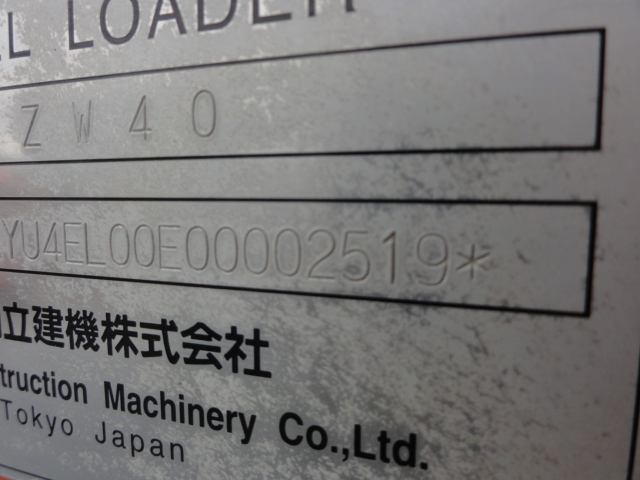 LOADER
ZW40
YU4EL00E00002519*
立建機株式会社
truction Machinery Co.,Ltd.
Tokyo Japan